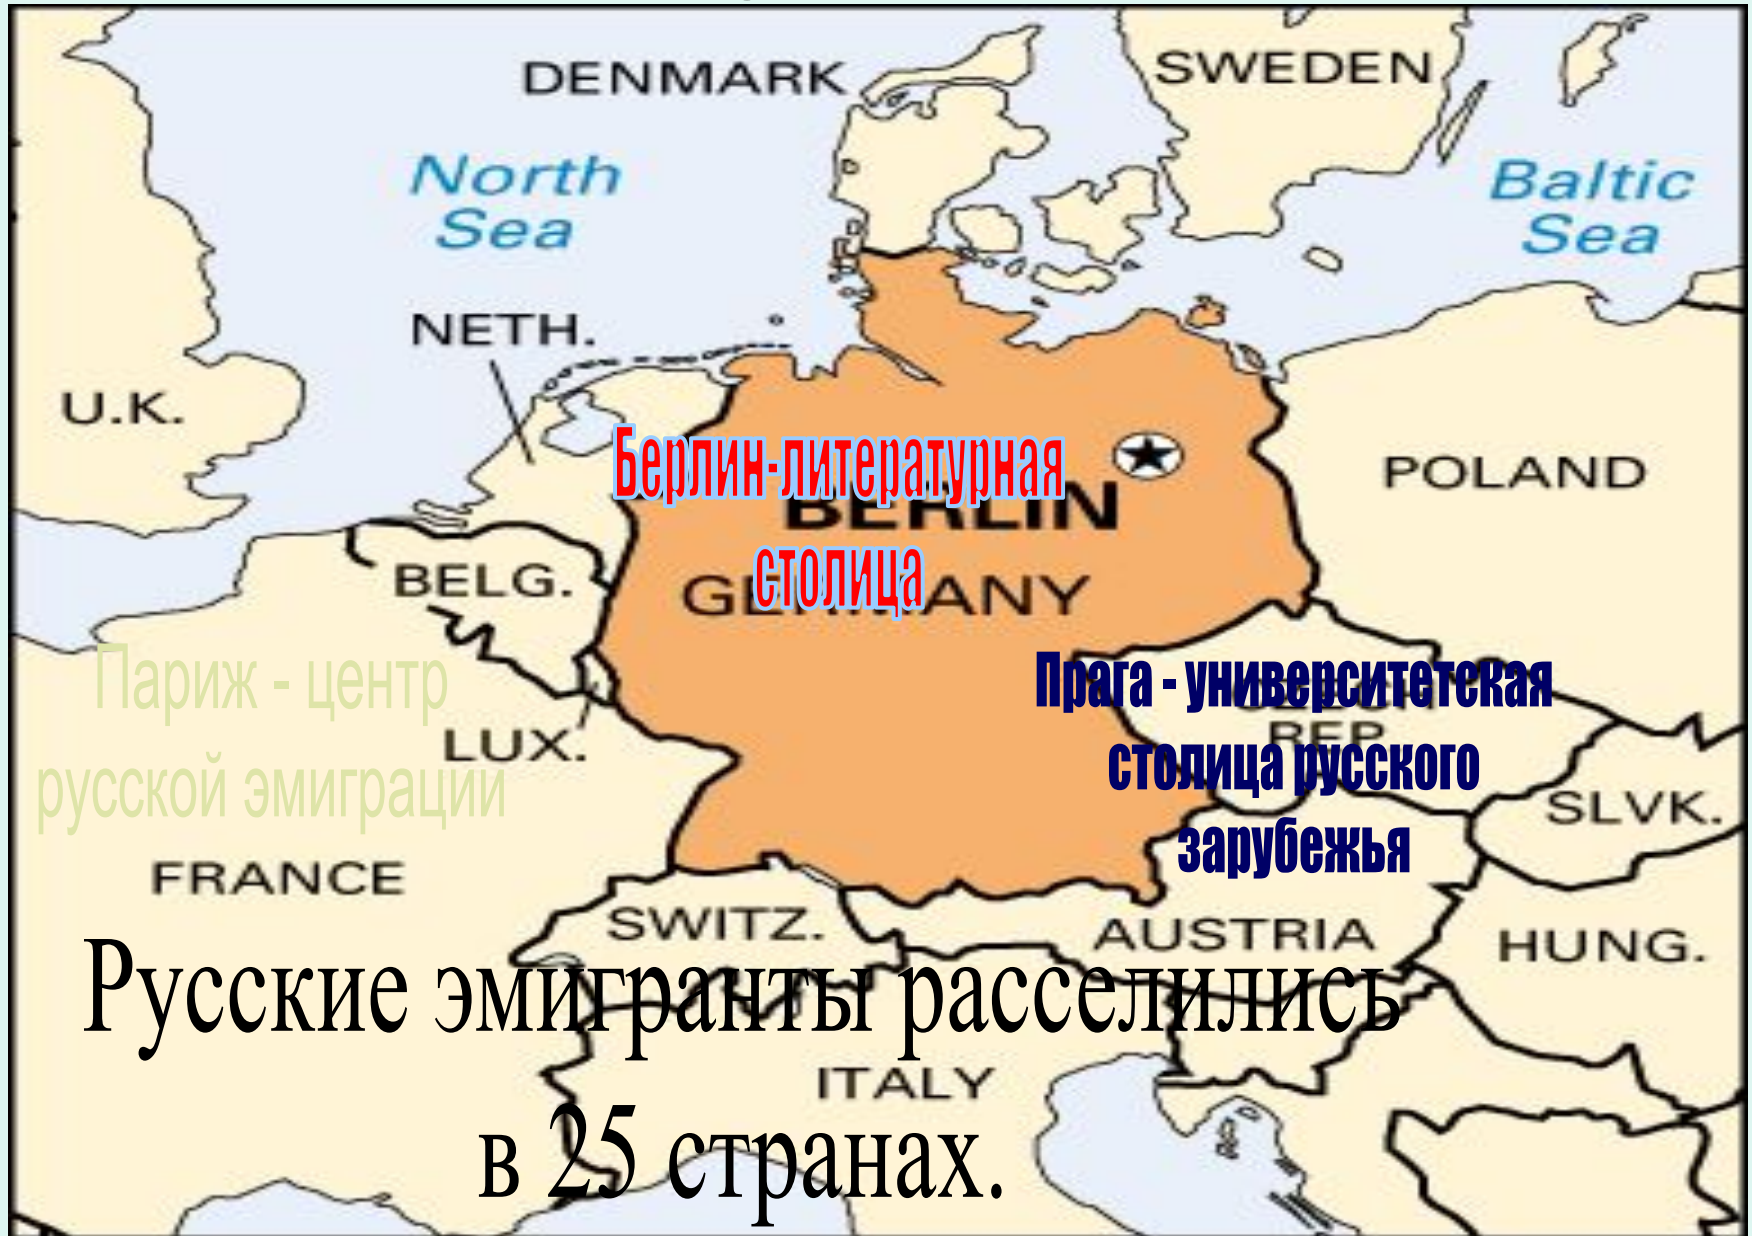 DENMARK
SWEDEN
North
Sea
Baltic
Sea
NETH.
U.K.
POLAND
Берлин-литературная
BERLIN
столица
GERMANY
BELG.
Париж - центр
русской эмиграции
LUX.
Прага - университетская
столица русского
зарубежья
REP.
SLVK.
FRANCE
SWITZ.
AUSTRIA
HUNG.
Русские эмигранты расселились
в 25 странах.
ITALY